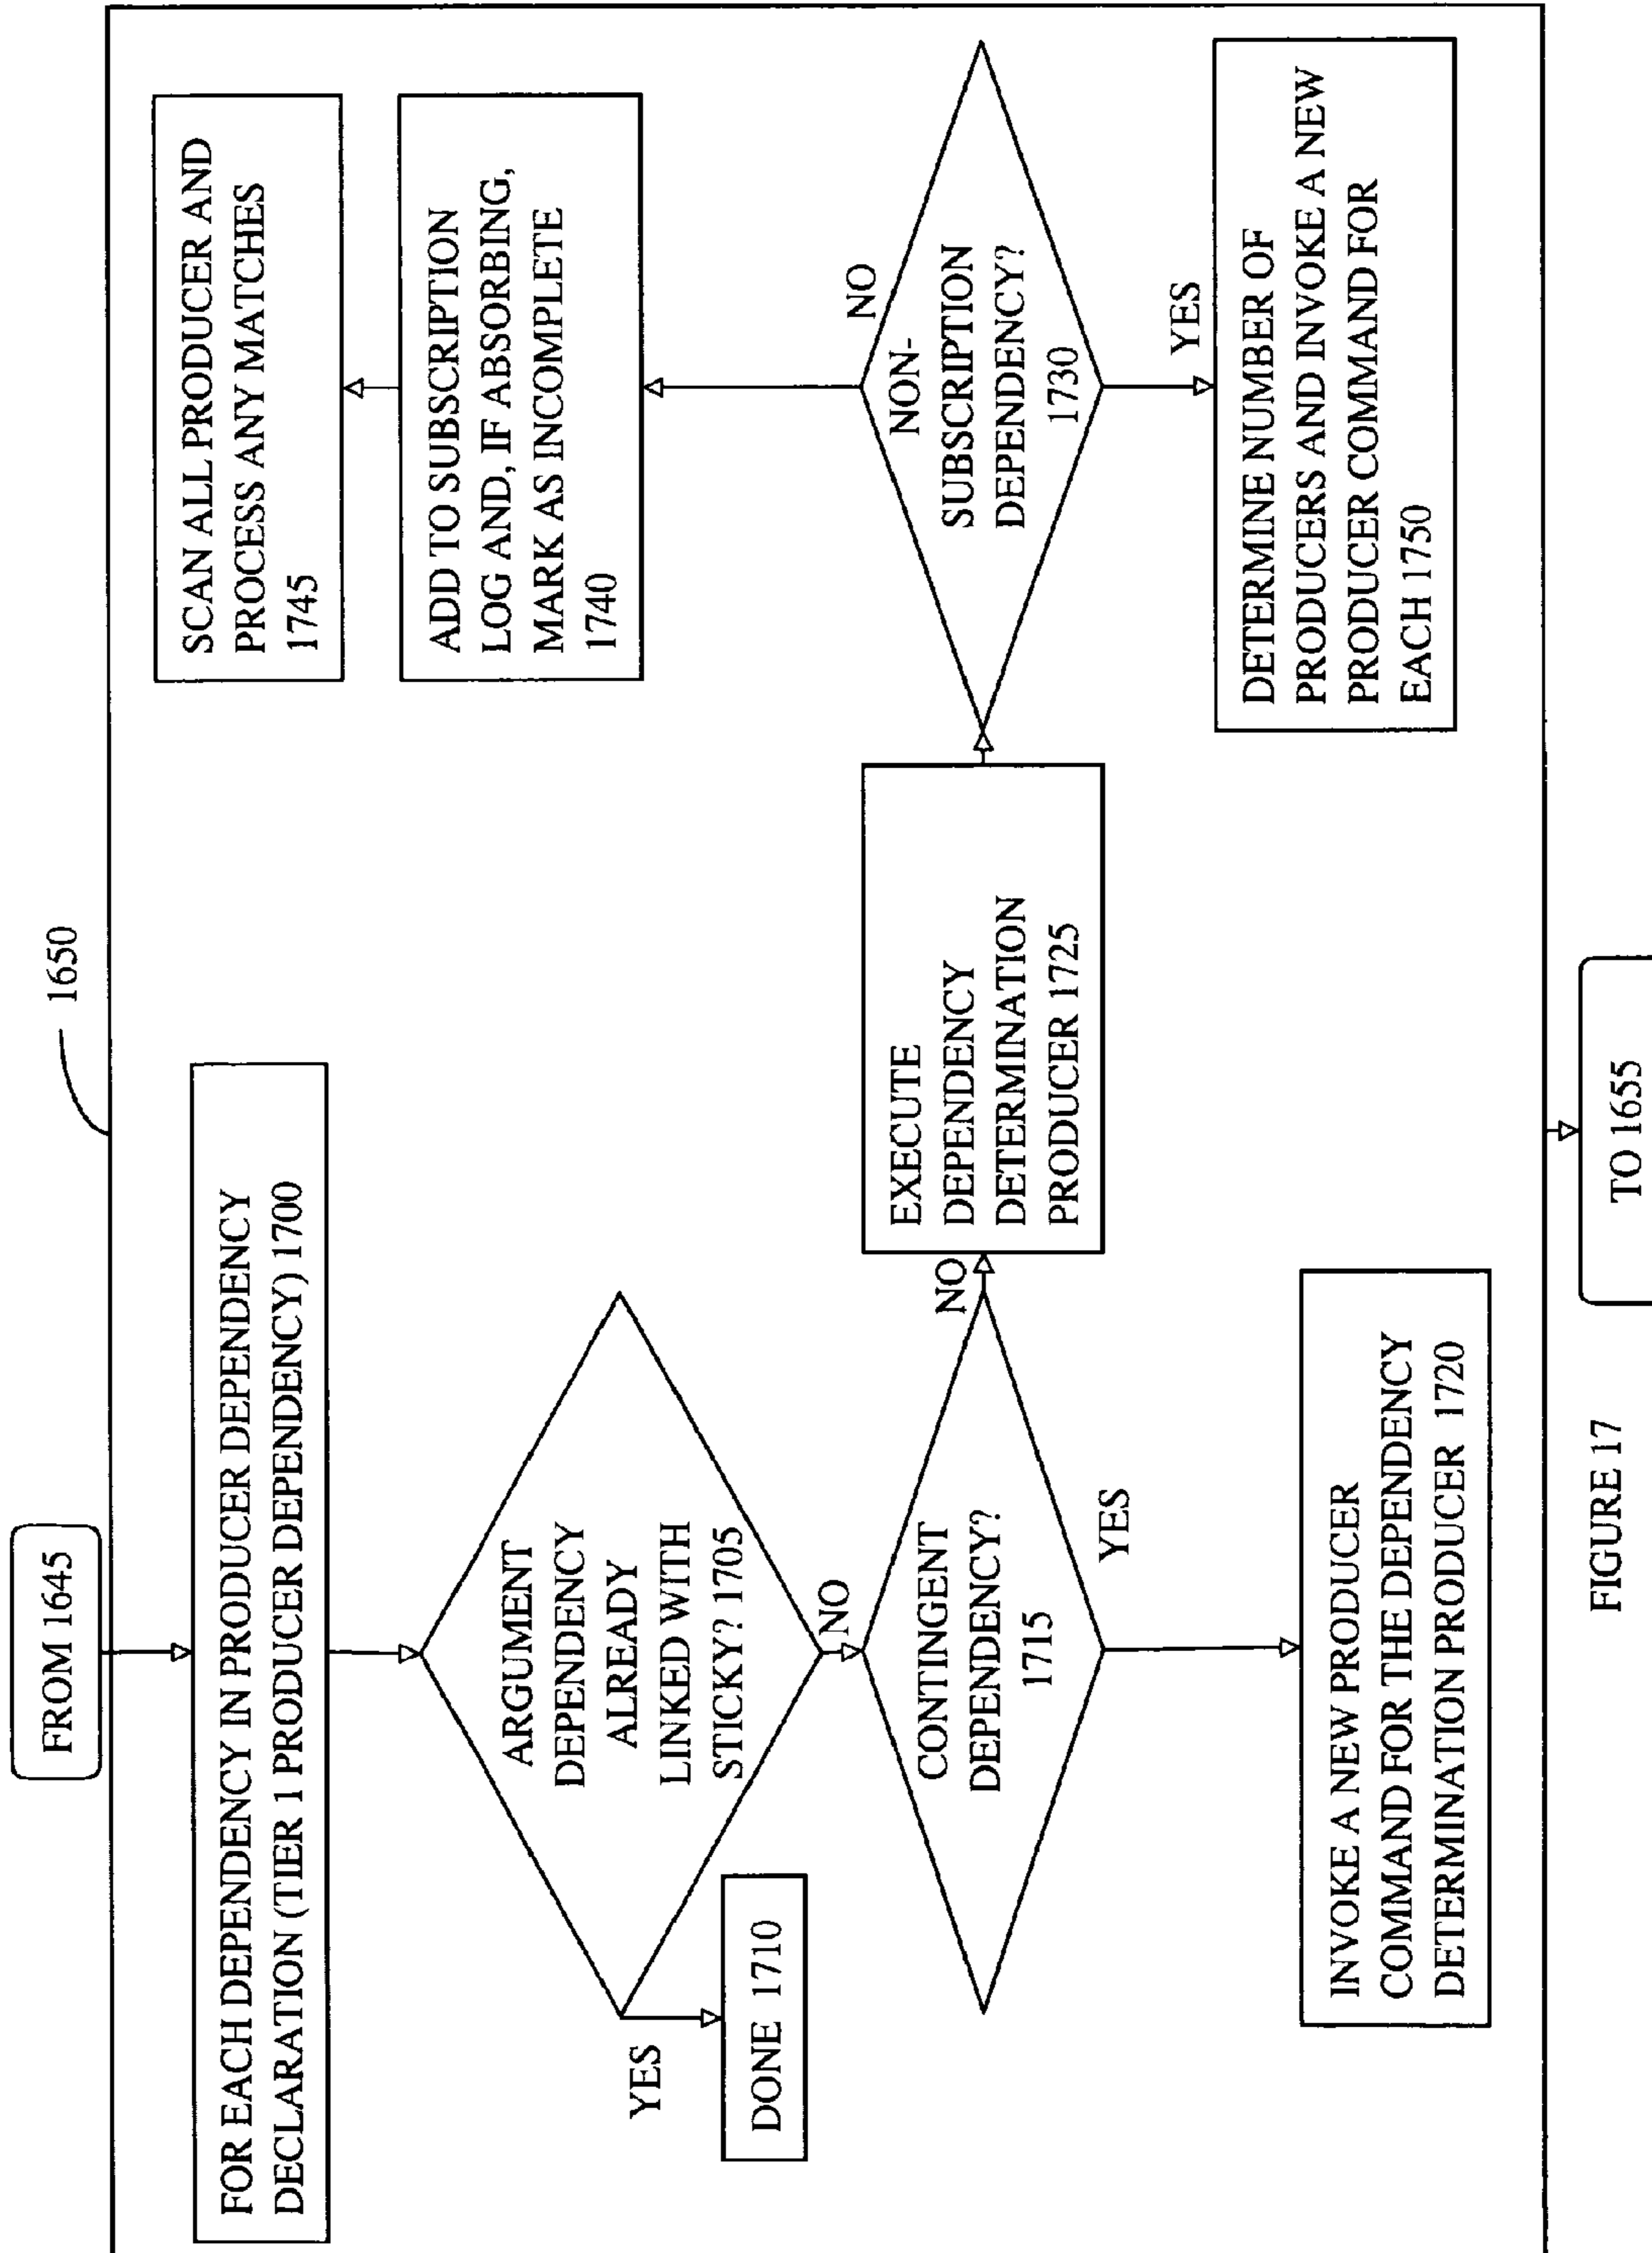 FROM 1645
1650
FOR EACH DEPENDENCY IN PRODUCER DEPENDENCY
DECLARATION (TIER 1 PRODUCER DEPENDENCY) 1700
ARGUMENT
DEPENDENCY
ALREADY
LINKED WITH
STICKY? 1705
YES
DONE 1710
NO
CONTINGENT
DEPENDENCY?
1715
YES
INVOKE A NEW PRODUCER
COMMAND FOR THE DEPENDENCY
DETERMINATION PRODUCER 1720
NO
EXECUTE
DEPENDENCY
DETERMINATION
PRODUCER 1725
NON-
SUBSCRIPTION
DEPENDENCY?
1730
NO
ADD TO SUBSCRIPTION
LOG AND, IF ABSORBING,
MARK AS INCOMPLETE
1740
SCAN ALL PRODUCER AND
PROCESS ANY MATCHES
1745
YES
DETERMINE NUMBER OF
PRODUCERS AND INVOKE A NEW
PRODUCER COMMAND FOR
EACH 1750
TO 1655
FIGURE 17